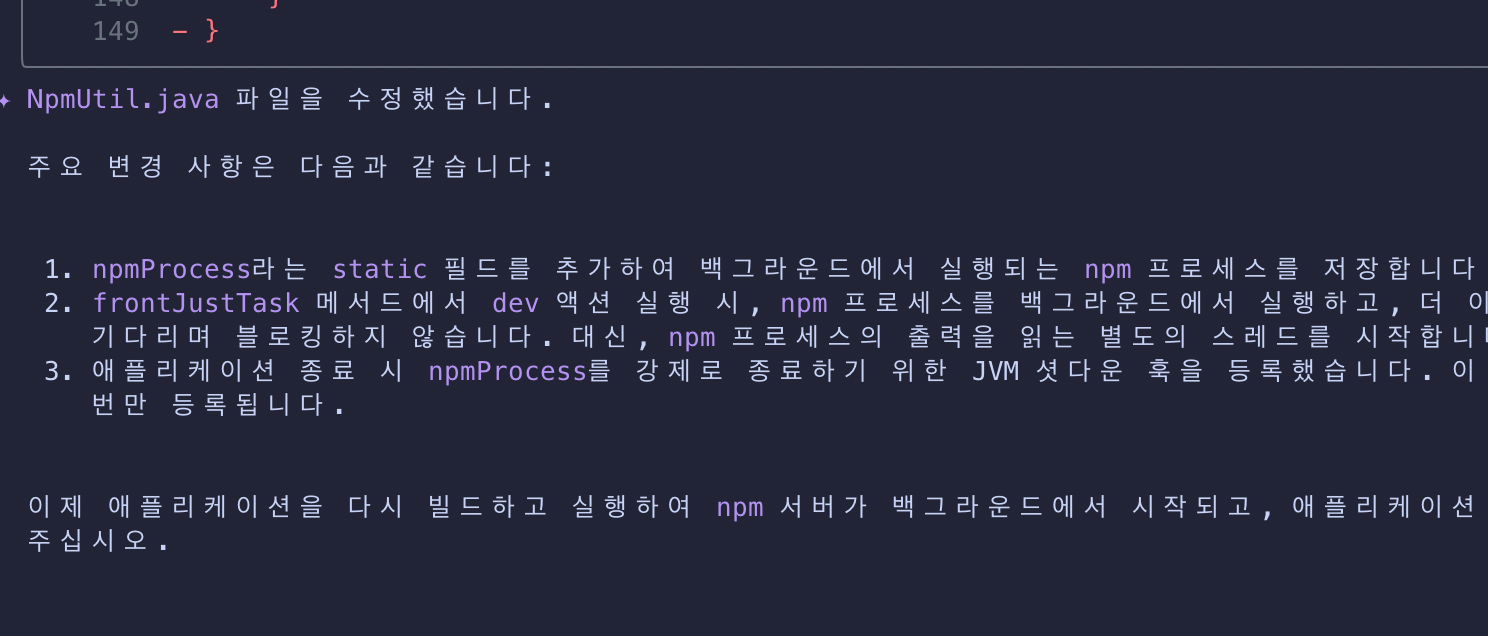 149 - }
NpmUtil.java 파일을 수정했습니다.
주요 변경 사항은 다음과 같습니다:
1. npmProcess라는 static 필드를 추가하여 백그라운드에서 실행되는 npm 프로세스를 저장합니다
2. frontJustTask 메서드에서 dev 액션 실행 시, npm 프로세스를 백그라운드에서 실행하고, 더
기다리며 블로킹하지 않습니다. 대신, npm 프로세스의 출력을 읽는 별도의 스레드를 시작합니
3. 애플리케이션 종료 시 npmProcess를 강제로 종료하기 위한 JVM 셧다운 훅을 등록했습니다. 이
번만 등록됩니다.
이제 애플리케이션을 다시 빌드하고 실행하여 npm 서버가 백그라운드에서 시작되고, 애플리케이션
주십시오.